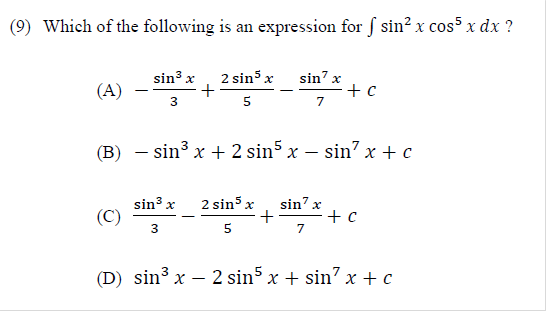 (9) Which of the following is an expression for ∫ sin² x cos⁵ x dx ?
(A) − sin³ x / 3 + 2 sin⁵ x / 5 − sin⁷ x / 7 + c
(B) − sin³ x + 2 sin⁵ x − sin⁷ x + c
(C) sin³ x / 3 − 2 sin⁵ x / 5 + sin⁷ x / 7 + c
(D) sin³ x − 2 sin⁵ x + sin⁷ x + c